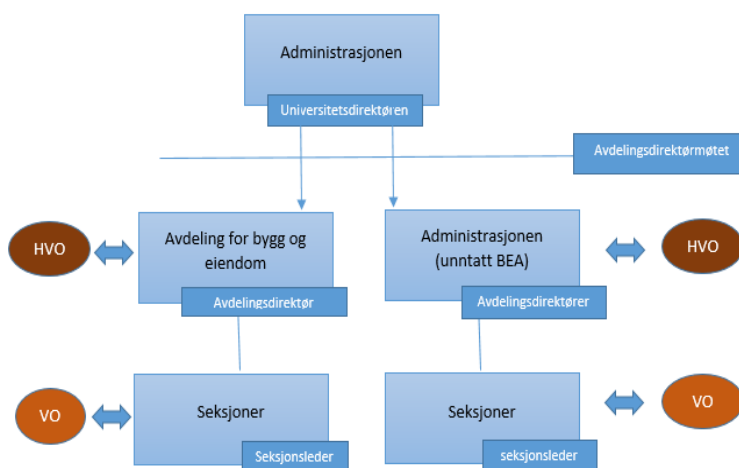 Administrasjonen
Universitetsdirektøren
Avdelingsdirektørmøtet
HVO
Avdeling for bygg og
eiendom
Avdelingsdirektør
Administrasjonen
(unntatt BEA)
Avdelingsdirektører
HVO
VO
Seksjoner
Seksjonsleder
Seksjoner
seksjonsleder
VO